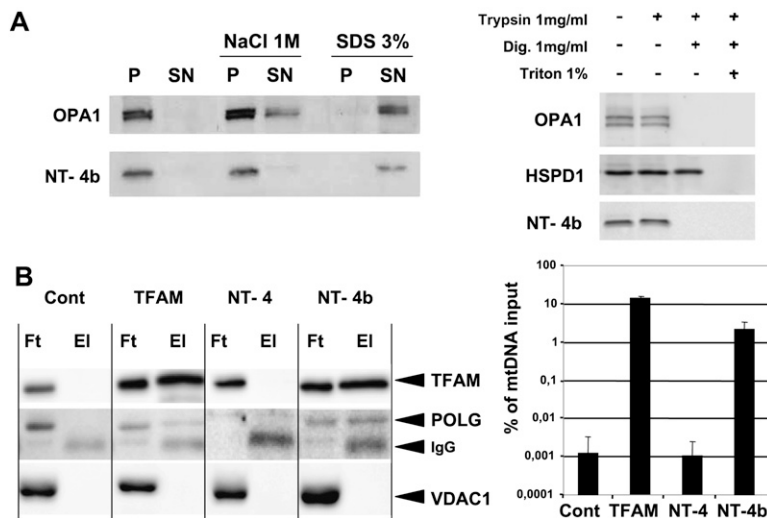 A
NaCl 1M SDS 3%
P SN P SN P SN
OPA1
NT- 4b
Trypsin 1mg/ml - + + +
Dig. 1mg/ml - - + +
Triton 1% - - - +
OPA1
HSPD1
NT- 4b
B
Cont TFAM NT- 4 NT- 4b
Ft El Ft El Ft El Ft El
TFAM
POLG
IgG
VDAC1
% of mtDNA input
100
10
1
0,1
0,01
0,001
0,0001
Cont TFAM NT-4 NT-4b